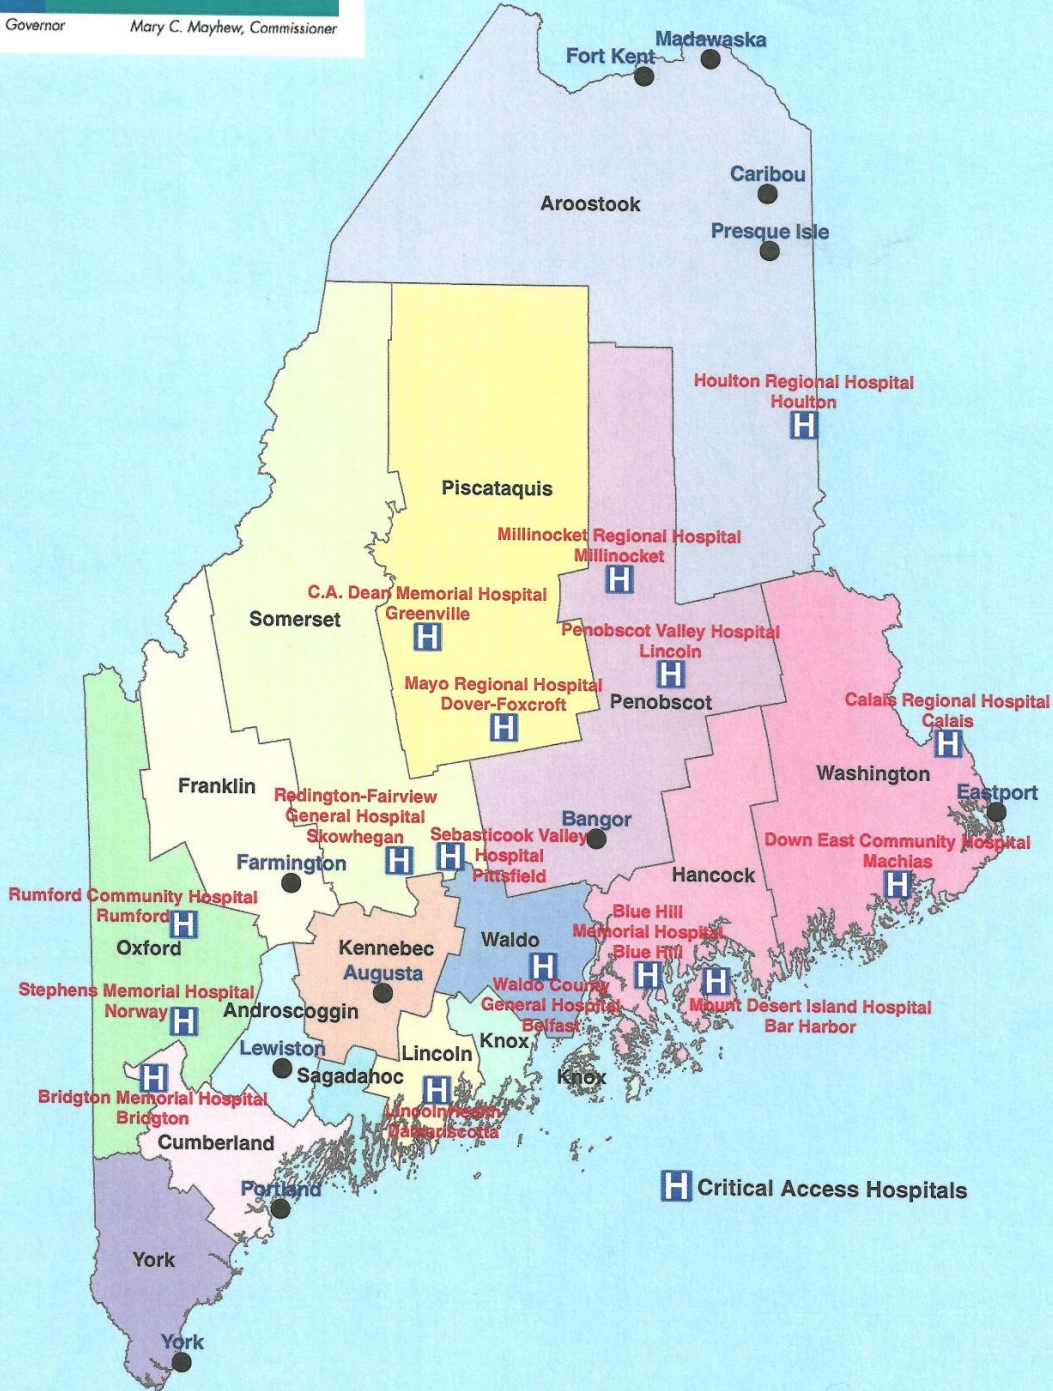 Governor
Mary C. Mayhew, Commissioner
Madawaska
Fort Kent
Caribou
Aroostook
Presque Isle
Houlton Regional Hospital
Houlton
H
Piscataquis
Millinocket Regional Hospital
Millinocket
H
C.A. Dean Memorial Hospital
Greenville
H
Somerset
Penobscot Valley Hospital
Lincoln
H
Mayo Regional Hospital
Dover-Foxcroft
H
Penobscot
Calais Regional Hospital
Calais
H
Washington
Franklin
Eastport
Redington-Fairview
General Hospital
Skowhegan
H
Sebasticook Valley
Hospital
Pittsfield
H
Bangor
Down East Community Hospital
Machias
H
Farmington
Hancock
Rumford Community Hospital
Rumford
H
Oxford
Kennebec
Augusta
Waldo
H
Waldo County
General Hospital
Belfast
Blue Hill
Memorial Hospital
Blue Hill
H
H
Mount Desert Island Hospital
Bar Harbor
Stephens Memorial Hospital
Norway
H
Androscoggin
Lewiston
Sagadahoc
Lincoln
H
LincolnHealth
Damariscotta
Knox
Knox
H
Bridgton Memorial Hospital
Bridgton
Cumberland
Portland
H Critical Access Hospitals
York
York